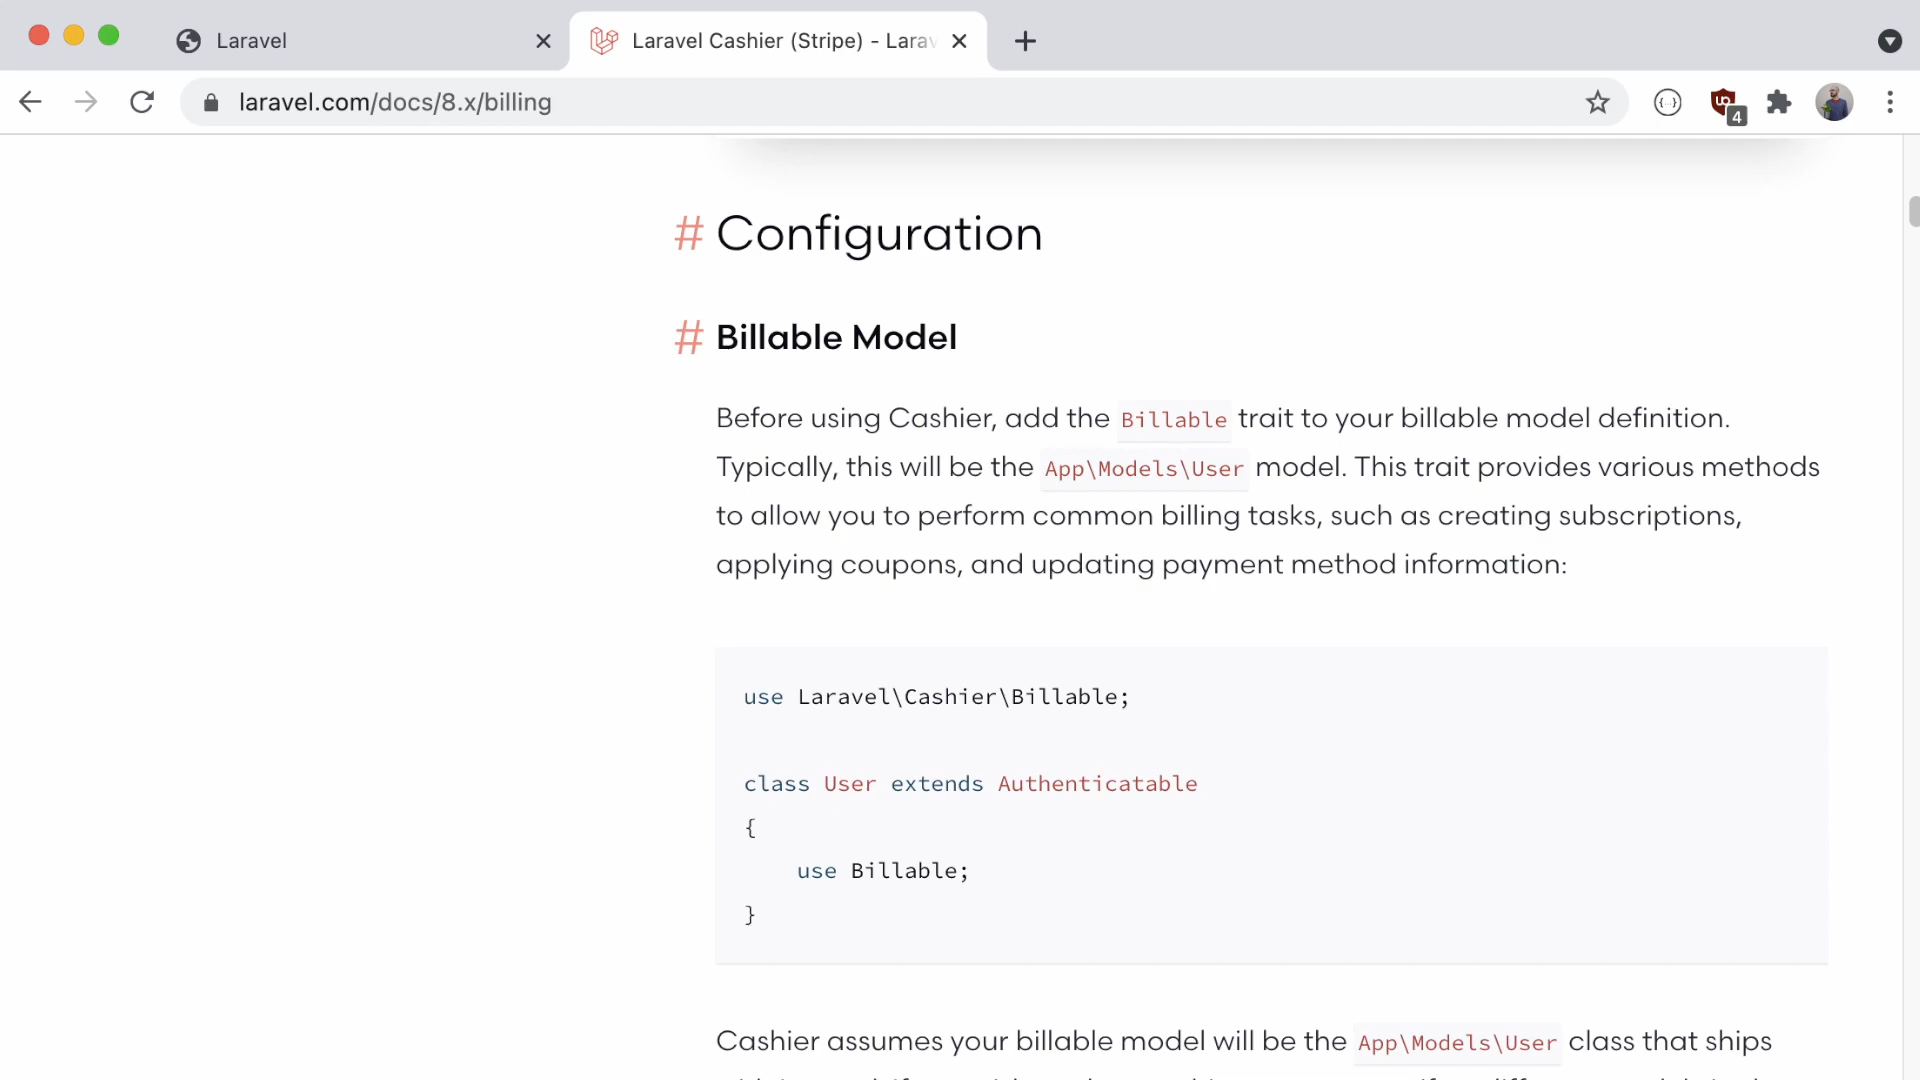 Laravel
Laravel Cashier (Stripe) - Larav
laravel.com/docs/8.x/billing
4
# Configuration
# Billable Model
Before using Cashier, add the Billable trait to your billable model definition.
Typically, this will be the App\Models\User model. This trait provides various methods
to allow you to perform common billing tasks, such as creating subscriptions,
applying coupons, and updating payment method information:
use Laravel\Cashier\Billable;
class User extends Authenticatable
{
    use Billable;
}
Cashier assumes your billable model will be the App\Models\User class that ships